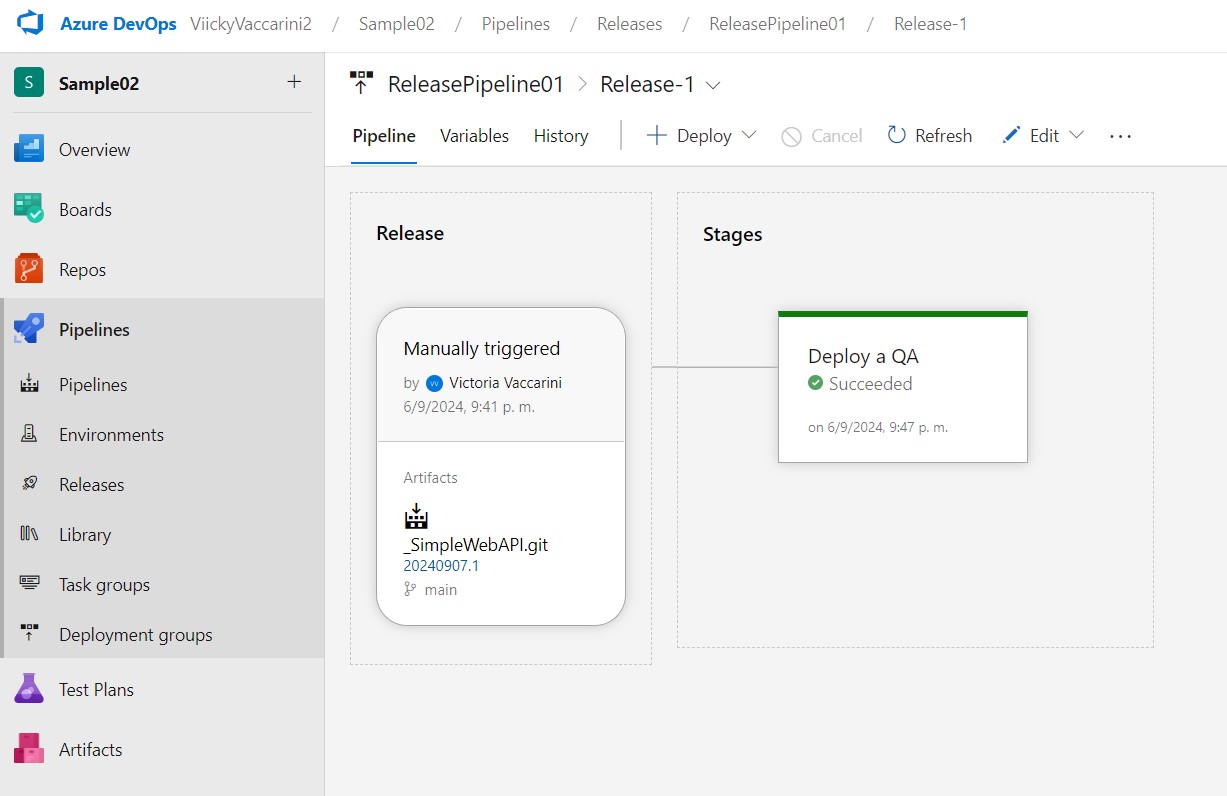 Azure DevOps ViickyVaccarini2 / Sample02 / Pipelines / Releases / ReleasePipeline01 / Release-1
S Sample02 +
Overview
Boards
Repos
Pipelines
Pipelines
Environments
Releases
Library
Task groups
Deployment groups
Test Plans
Artifacts
ReleasePipeline01 > Release-1
Pipeline Variables History + Deploy Cancel Refresh Edit ...
Release
Manually triggered
by VV Victoria Vaccarini
6/9/2024, 9:41 p. m.
Artifacts
_SimpleWebAPI.git
20240907.1
main
Stages
Deploy a QA
Succeeded
on 6/9/2024, 9:47 p. m.